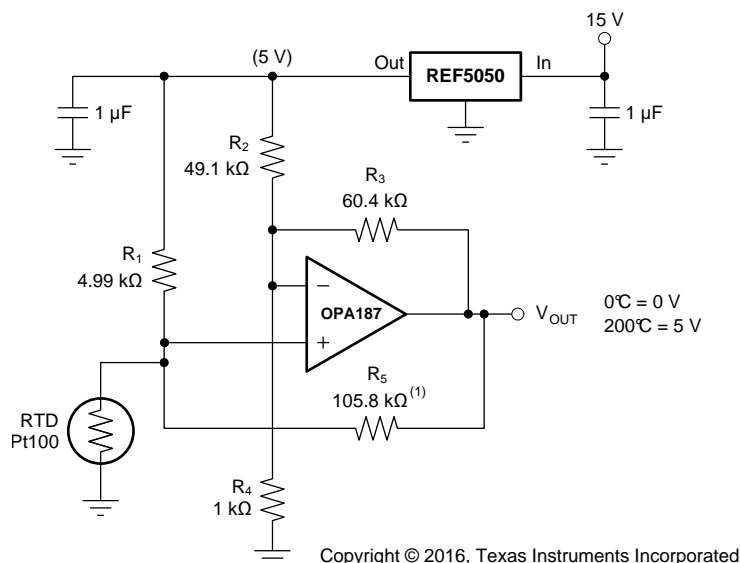 15 V
(5 V)
Out
REF5050
In
1 µF
1 µF
R2
49.1 kΩ
R3
60.4 kΩ
R1
4.99 kΩ
−
OPA187
+
VOUT
0°C = 0 V
200°C = 5 V
R5
105.8 kΩ(1)
RTD
Pt100
R4
1 kΩ
Copyright © 2016, Texas Instruments Incorporated